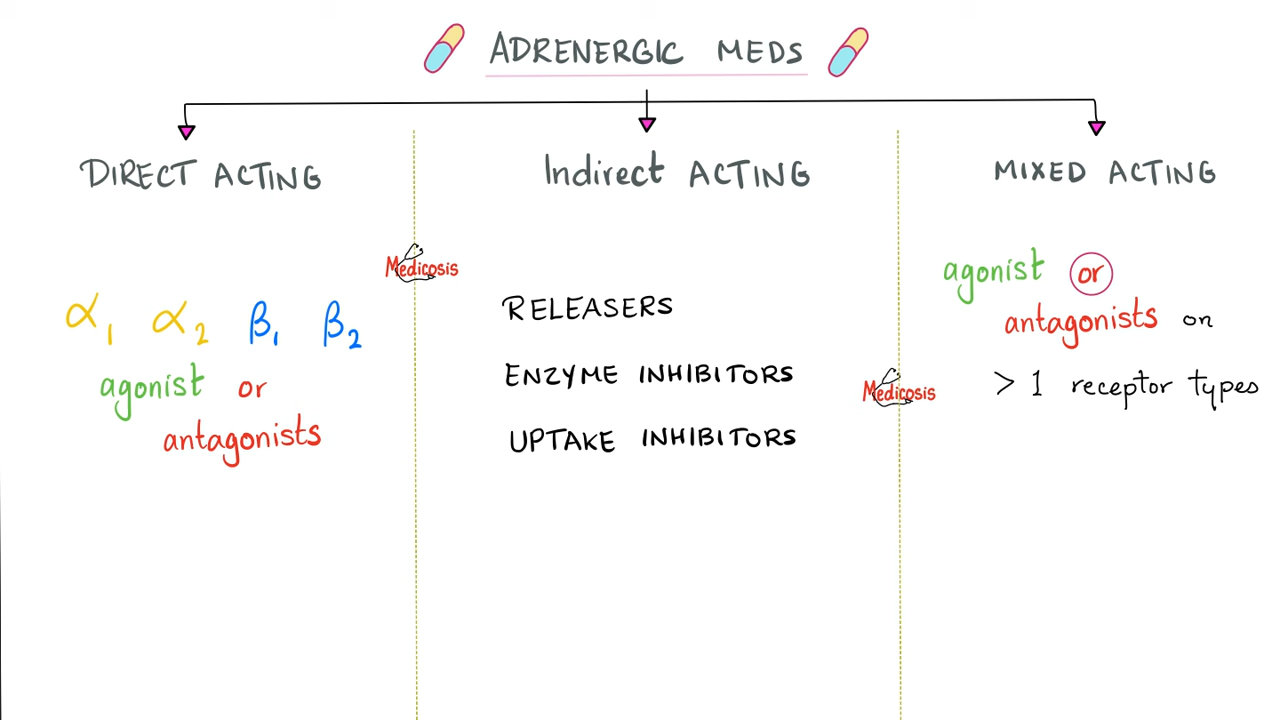 ADRENERGIC MEDS
DIRECT ACTING
α₁ α₂ β₁ β₂
agonist or
antagonists
Medicosis
Indirect ACTING
RELEASERS
ENZYME INHIBITORS
UPTAKE INHIBITORS
Medicosis
MIXED ACTING
agonist or
antagonists on
> 1 receptor types